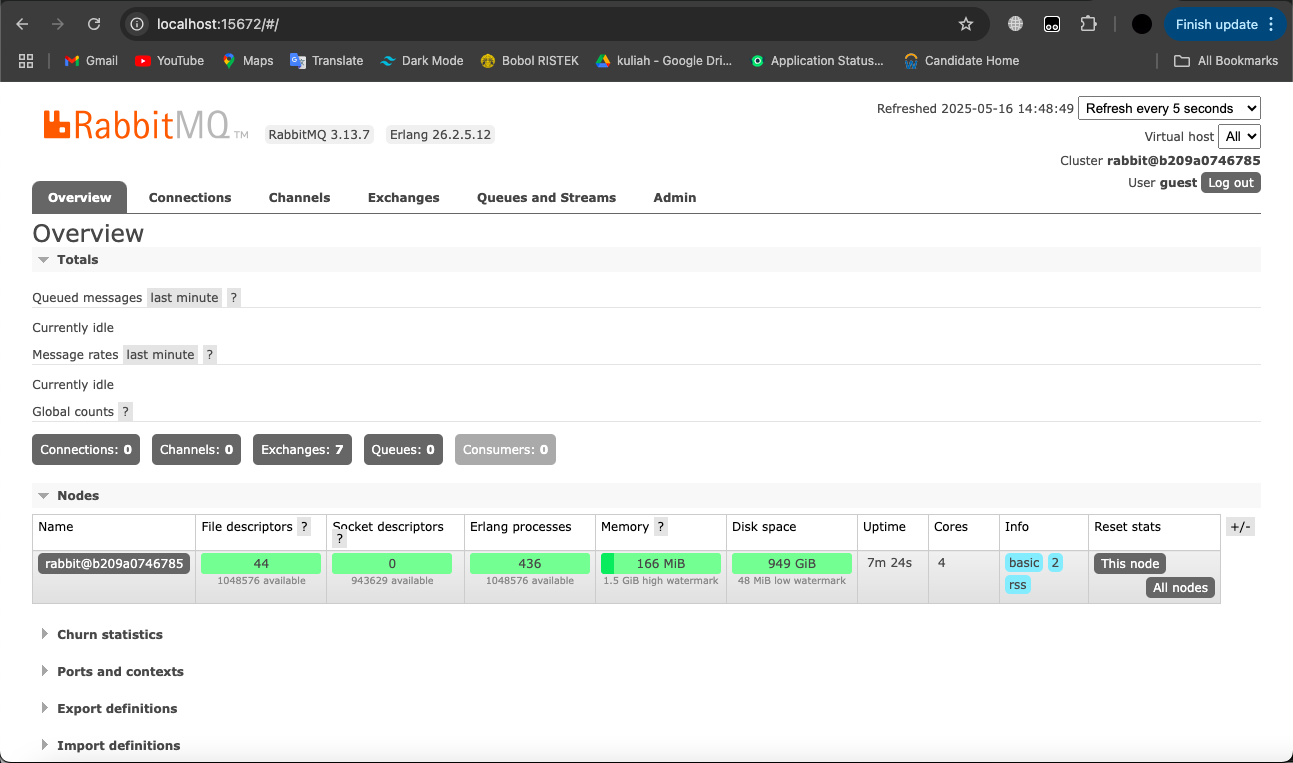 localhost:15672/#/
Finish update
Gmail YouTube Maps Translate Dark Mode Bobol RISTEK kuliah - Google Dri... Application Status... Candidate Home All Bookmarks
Refreshed 2025-05-16 14:48:49 Refresh every 5 seconds
RabbitMQ TM RabbitMQ 3.13.7 Erlang 26.2.5.12
Virtual host All
Cluster rabbit@b209a0746785
User guest Log out
Overview Connections Channels Exchanges Queues and Streams Admin
Overview
Totals
Queued messages last minute ?
Currently idle
Message rates last minute ?
Currently idle
Global counts ?
Connections: 0 Channels: 0 Exchanges: 7 Queues: 0 Consumers: 0
Nodes
Name File descriptors ? Socket descriptors ? Erlang processes Memory ? Disk space Uptime Cores Info Reset stats +/-
rabbit@b209a0746785 44 0 436 166 MiB 949 GiB 7m 24s 4 basic 2 This node
1048576 available 943629 available 1048576 available 1.5 GiB high watermark 48 MiB low watermark rss All nodes
Churn statistics
Ports and contexts
Export definitions
Import definitions